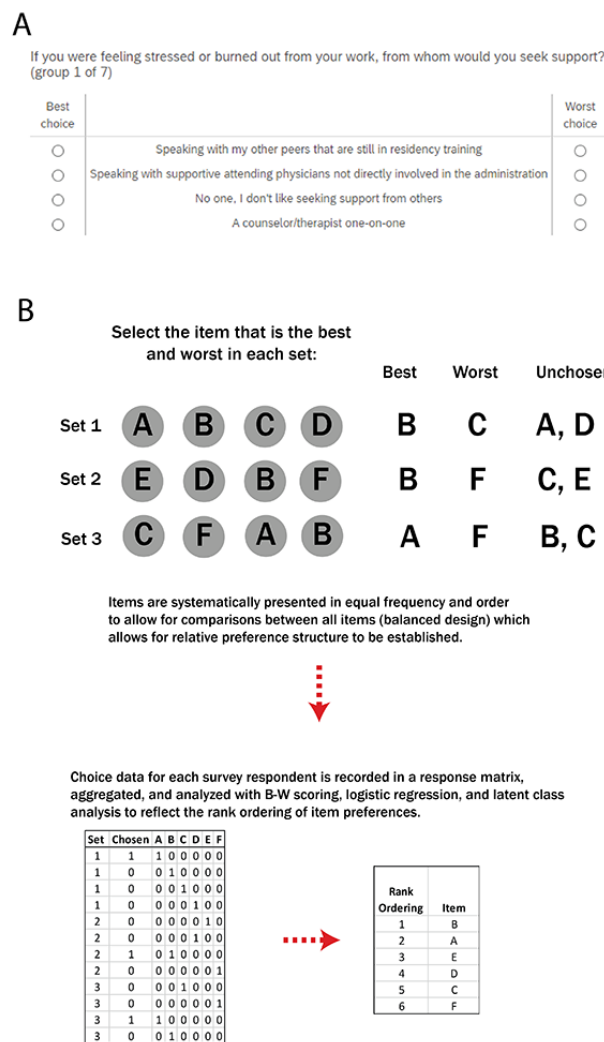 A
If you were feeling stressed or burned out from your work, from whom would you seek support?
(group 1 of 7)
Best choice Worst choice
Speaking with my other peers that are still in residency training
Speaking with supportive attending physicians not directly involved in the administration
No one, I don't like seeking support from others
A counselor/therapist one-on-one
B
Select the item that is the best
and worst in each set:
Best Worst Unchosen
Set 1 A B C D B C A, D
Set 2 E D B F B F C, E
Set 3 C F A B A F B, C
Items are systematically presented in equal frequency and order
to allow for comparisons between all items (balanced design) which
allows for relative preference structure to be established.
Choice data for each survey respondent is recorded in a response matrix,
aggregated, and analyzed with B-W scoring, logistic regression, and latent class
analysis to reflect the rank ordering of item preferences.
Set Chosen A B C D E F
1 1 1 0 0 0 0 0
1 0 0 1 0 0 0 0
1 0 0 0 1 0 0 0
1 0 0 0 0 1 0 0
2 0 0 0 0 0 1 0
2 0 0 0 0 1 0 0
2 1 0 1 0 0 0 0
2 0 0 0 0 0 0 1
3 0 0 0 1 0 0 0
3 0 0 0 0 0 0 1
3 1 1 0 0 0 0 0
3 0 0 1 0 0 0 0
Rank
Ordering Item
1 B
2 A
3 E
4 D
5 C
6 F